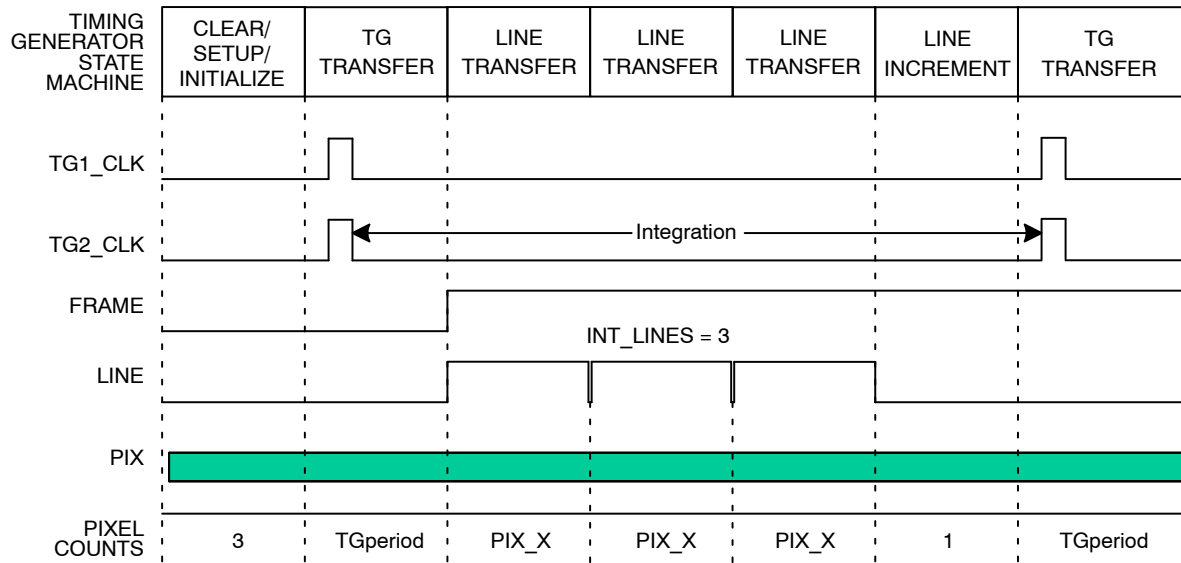 TIMING
GENERATOR
STATE
MACHINE
CLEAR/
SETUP/
INITIALIZE
TG
TRANSFER
LINE
TRANSFER
LINE
TRANSFER
LINE
TRANSFER
LINE
INCREMENT
TG
TRANSFER
TG1_CLK
TG2_CLK
Integration
FRAME
INT_LINES = 3
LINE
PIX
PIXEL
COUNTS
3
TGperiod
PIX_X
PIX_X
PIX_X
1
TGperiod